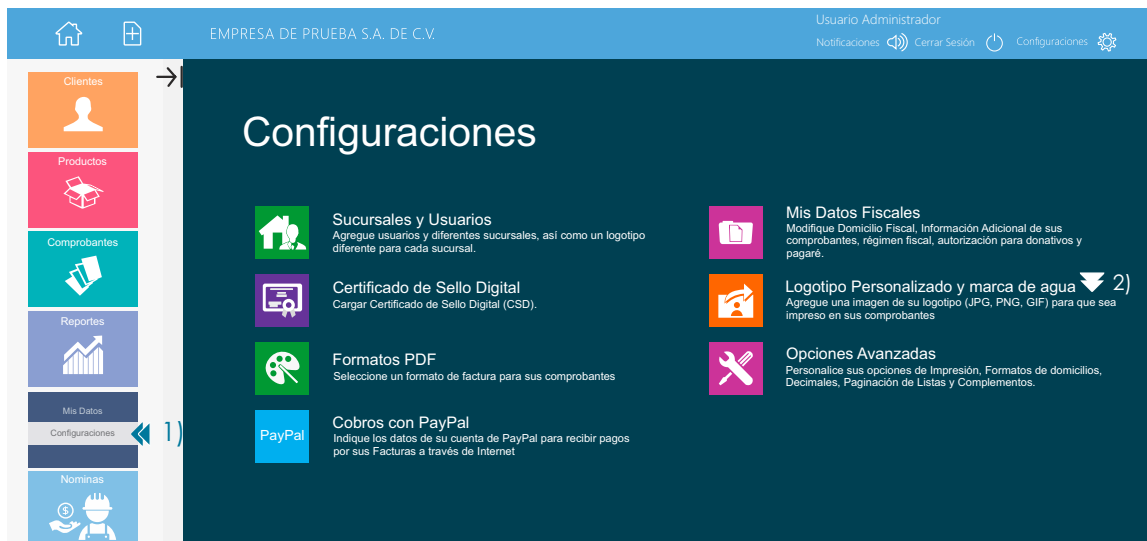 EMPRESA DE PRUEBA S.A. DE C.V.
Usuario Administrador
Notificaciones
Cerrar Sesión
Configuraciones
Clientes
Productos
Comprobantes
Reportes
Mis Datos
Configuraciones
1)
Nominas
Configuraciones
Sucursales y Usuarios
Agregue usuarios y diferentes sucursales, así como un logotipo
diferente para cada sucursal.
Certificado de Sello Digital
Cargar Certificado de Sello Digital (CSD).
Formatos PDF
Seleccione un formato de factura para sus comprobantes
PayPal
Cobros con PayPal
Indique los datos de su cuenta de PayPal para recibir pagos
por sus Facturas a través de Internet
Mis Datos Fiscales
Modifique Domicilio Fiscal, Información Adicional de sus
comprobantes, régimen fiscal, autorización para donativos y
pagaré.
Logotipo Personalizado y marca de agua
2)
Agregue una imagen de su logotipo (JPG, PNG, GIF) para que sea
impreso en sus comprobantes
Opciones Avanzadas
Personalice sus opciones de Impresión, Formatos de domicilios,
Decimales, Paginación de Listas y Complementos.